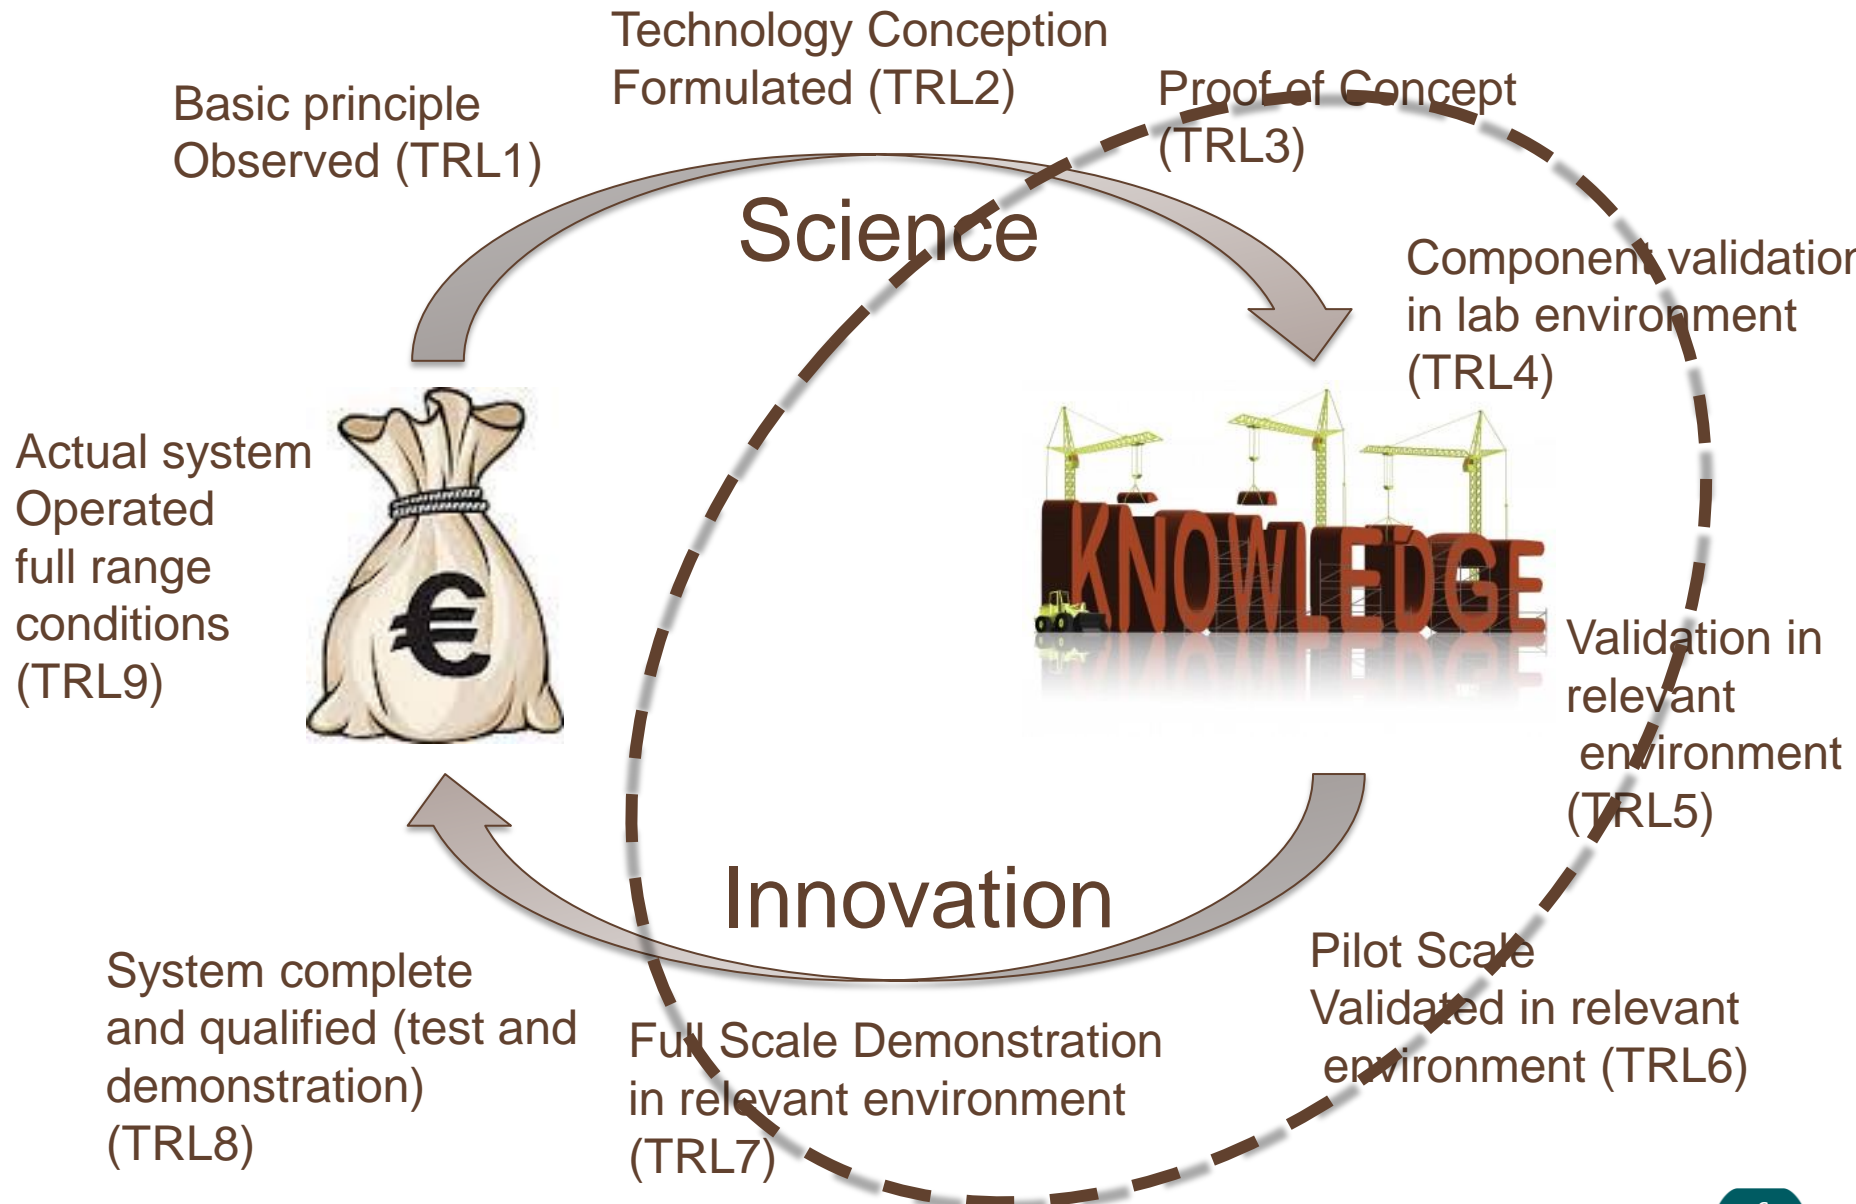 Technology Conception
Formulated (TRL2)
Basic principle
Observed (TRL1)
Proof of Concept
(TRL3)
Science
Component validation
in lab environment
(TRL4)
Actual system
Operated
full range
conditions
(TRL9)
€
KNOWLEDGE
Validation in
relevant
environment
(TRL5)
Innovation
Pilot Scale
Validated in relevant
environment (TRL6)
System complete
and qualified (test and
demonstration)
(TRL8)
Full Scale Demonstration
in relevant environment
(TRL7)